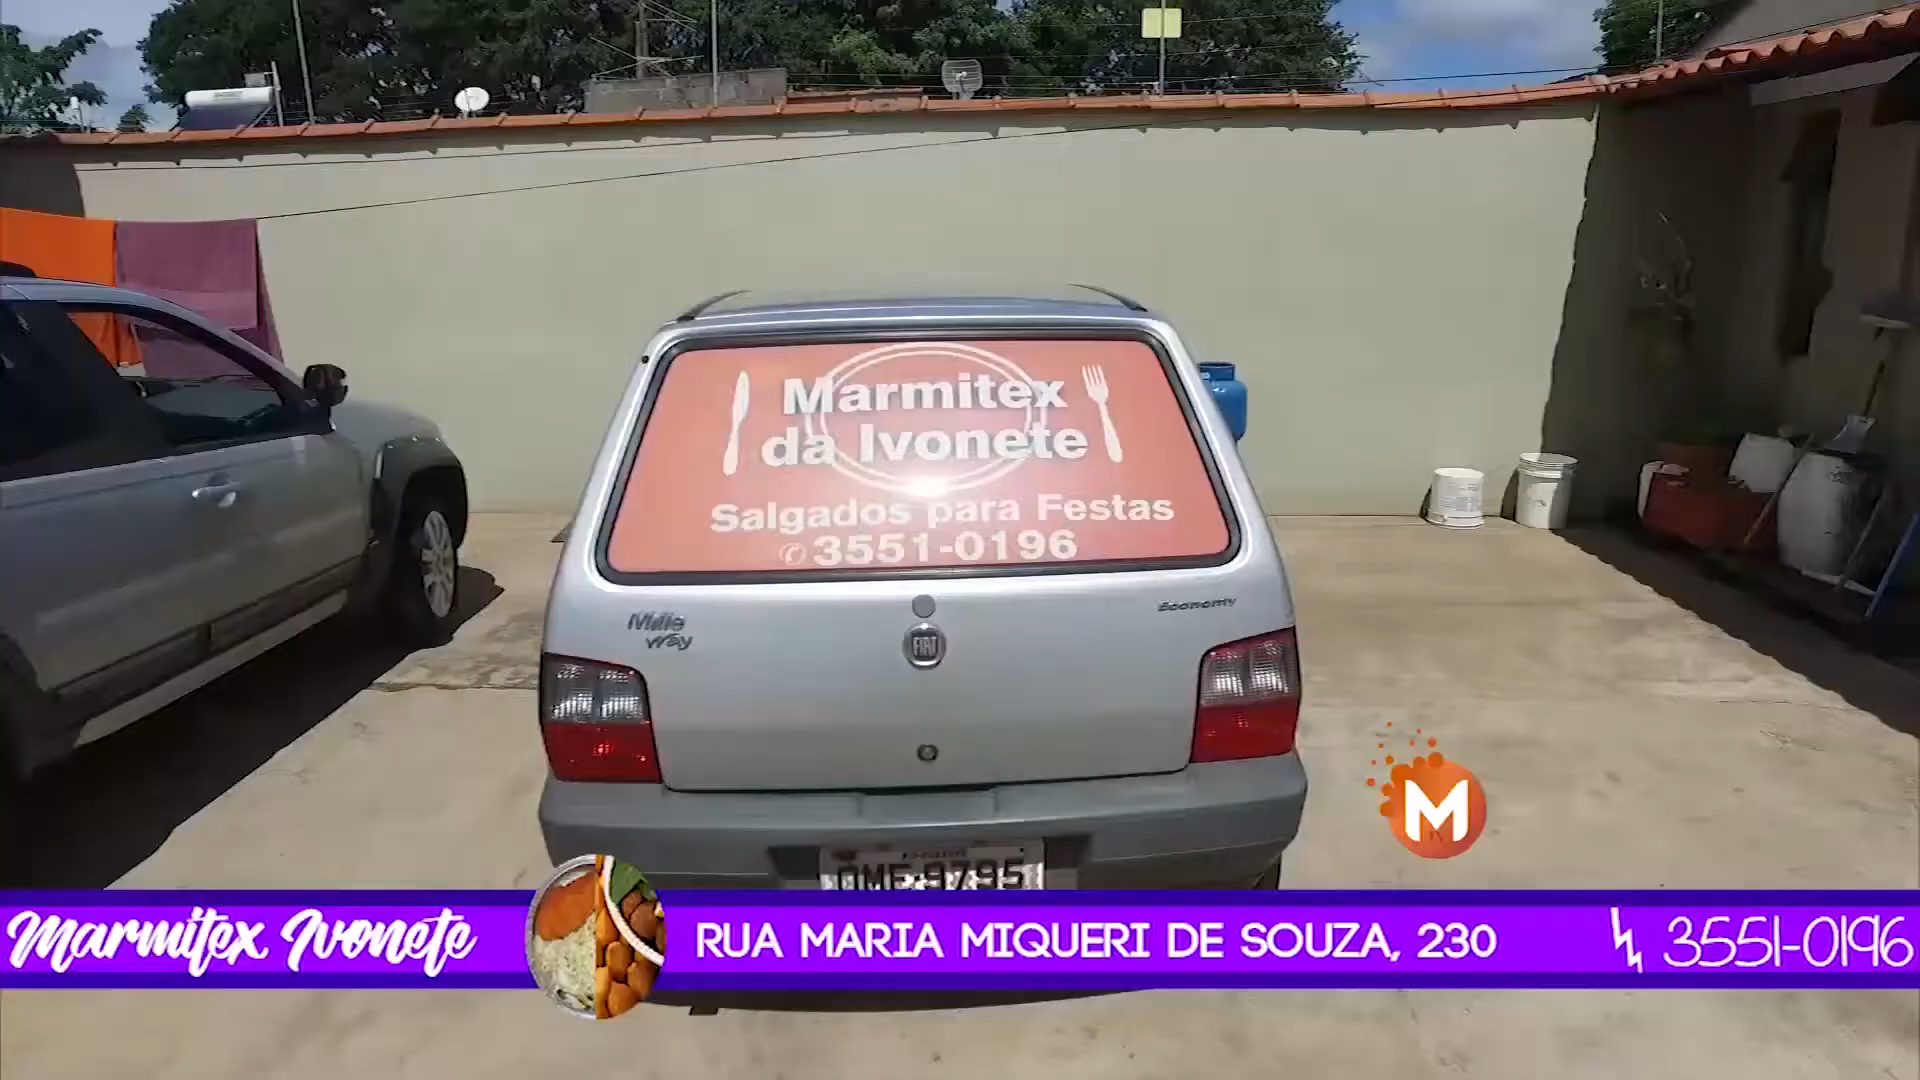 Marmitex
da Ivonete
Salgados para Festas
3551-0196
Mille
Way
Economy
FIAT
M
Marmitex Ivonete
RUA MARIA MIQUERI DE SOUZA, 230
3551-0196